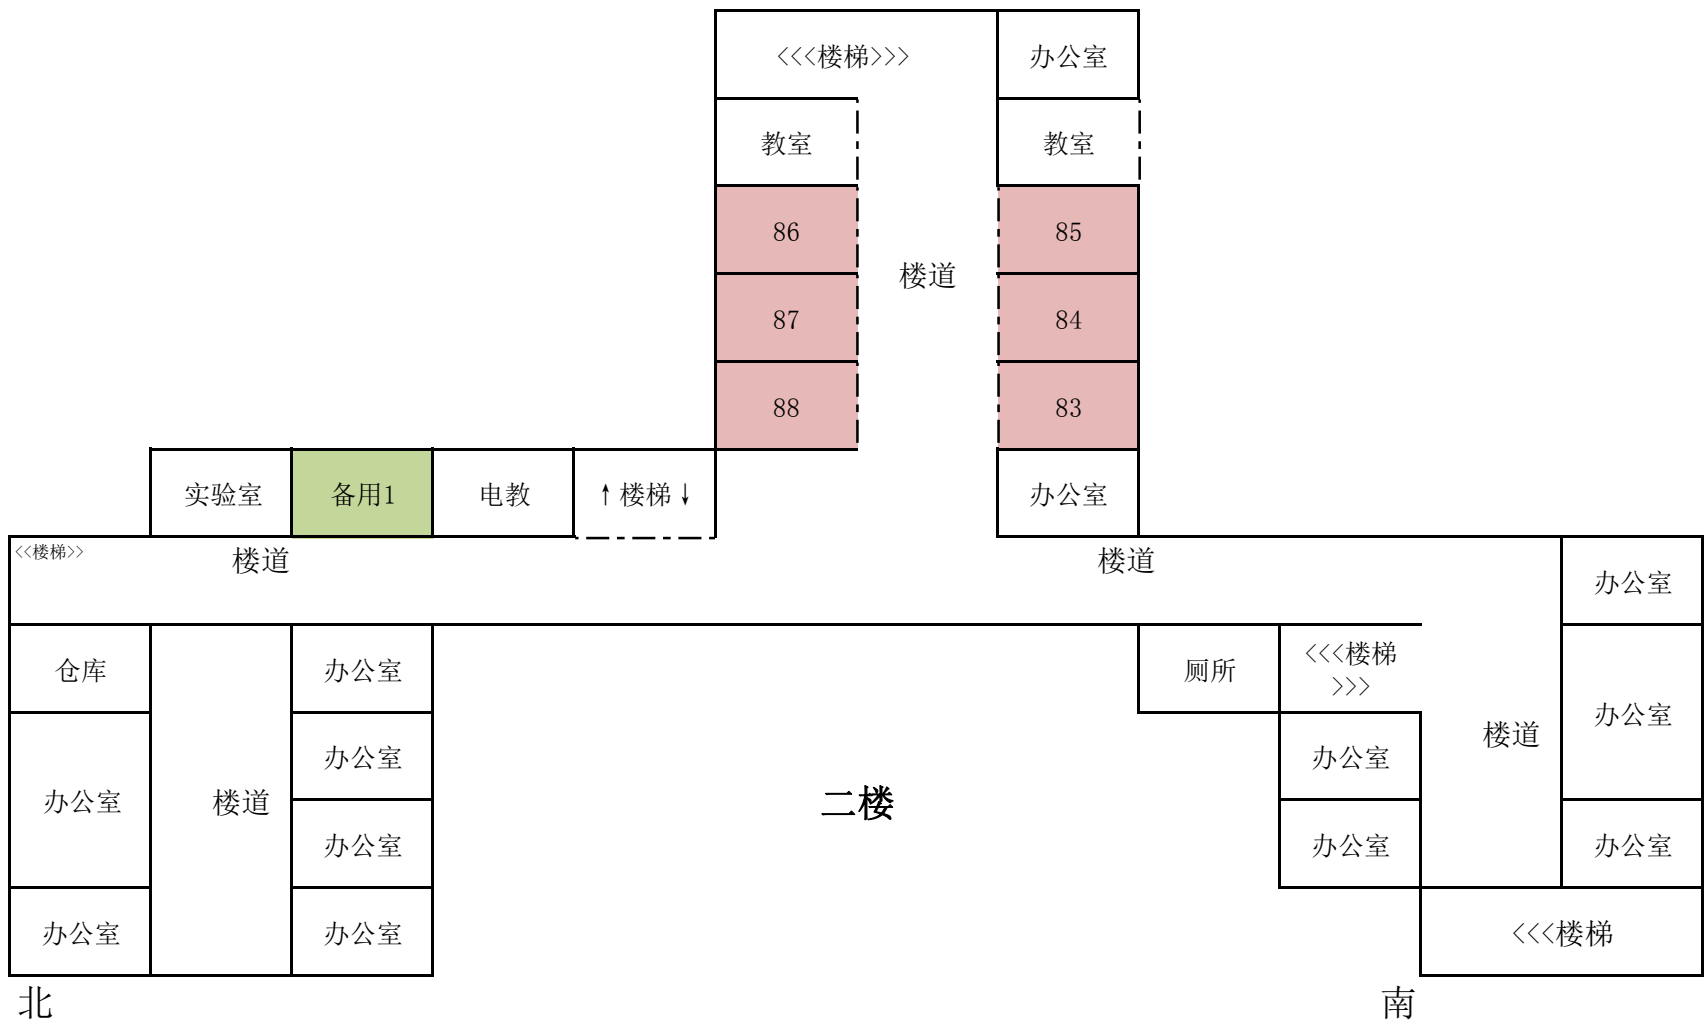 <<<楼梯>>>
办公室
教室
教室
86
85
楼道
87
84
88
83
实验室
备用1
电教
↑楼梯↓
办公室
<<楼梯>>
楼道
楼道
办公室
仓库
办公室
厕所
<<<楼梯
>>>
办公室
办公室
办公室
楼道
办公室
楼道
二楼
办公室
办公室
办公室
办公室
办公室
<<<楼梯
北
南